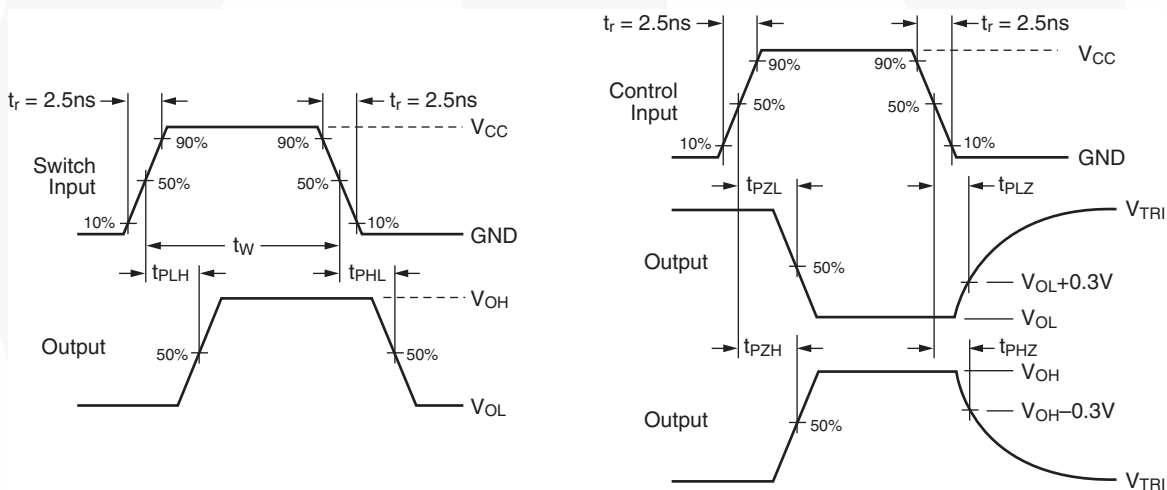 tr = 2.5ns
tr = 2.5ns
VCC
90%
90%
Switch
Input
50%
50%
10%
10%
GND
tW
tPLH
tPHL
VOH
Output
50%
50%
VOL
tr = 2.5ns
tr = 2.5ns
VCC
90%
90%
Control
Input
50%
50%
10%
10%
GND
tPZL
tPLZ
VTRI
Output
50%
VOL+0.3V
VOL
tPZH
tPHZ
VOH
VOH–0.3V
Output
50%
VTRI